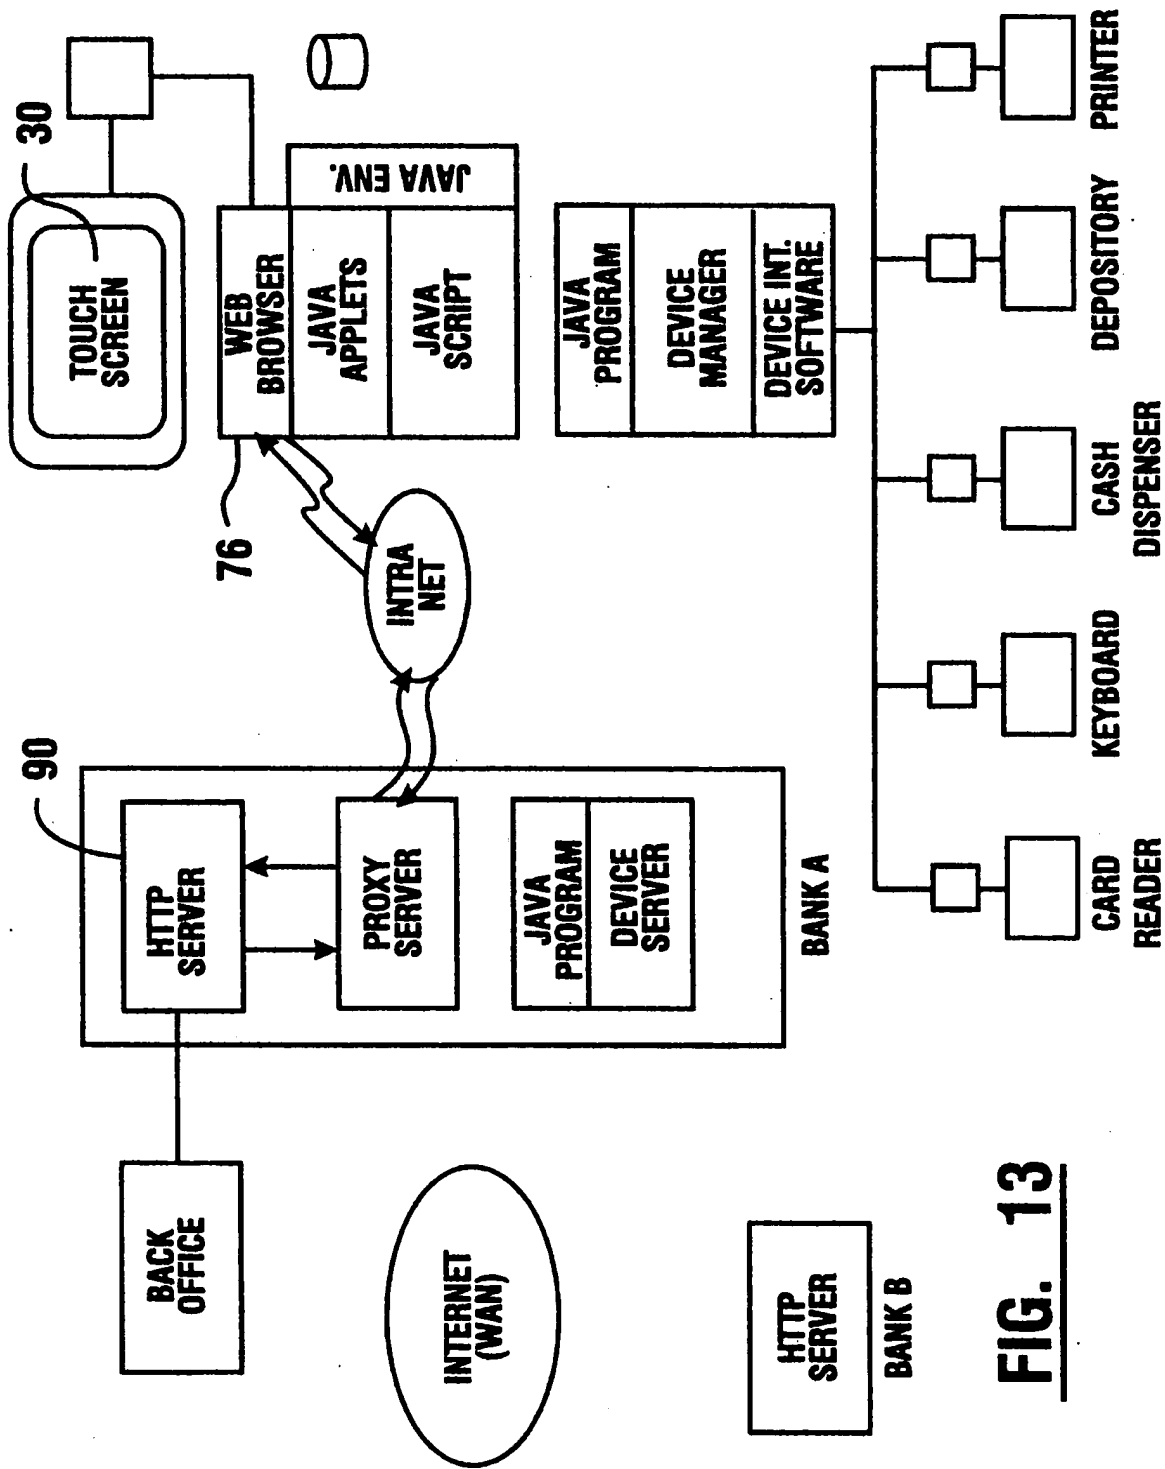 30
TOUCH
SCREEN
WEB
BROWSER
JAVA
APPLETS
JAVA
SCRIPT
JAVA ENV.
76
JAVA
PROGRAM
DEVICE
MANAGER
DEVICE INT.
SOFTWARE
INTRA
NET
90
HTTP
SERVER
PROXY
SERVER
JAVA
PROGRAM
DEVICE
SERVER
BANK A
BACK
OFFICE
INTERNET
(WAN)
HTTP
SERVER
BANK B
CARD
READER
KEYBOARD
CASH
DISPENSER
DEPOSITORY
PRINTER
FIG. 13